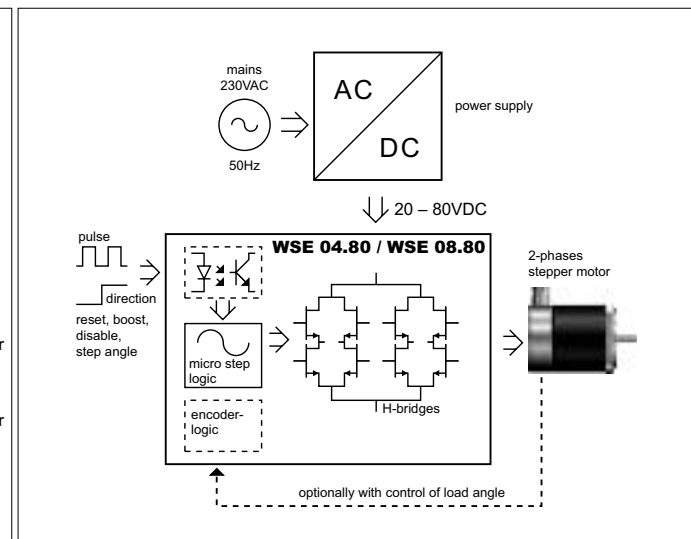 mains
230VAC
50Hz
AC
DC
power supply
20 – 80VDC
pulse
direction
reset, boost,
disable,
step angle
WSE 04.80 / WSE 08.80
micro step
logic
encoder-
logic
H-bridges
2-phases
stepper motor
optionally with control of load angle
r
r